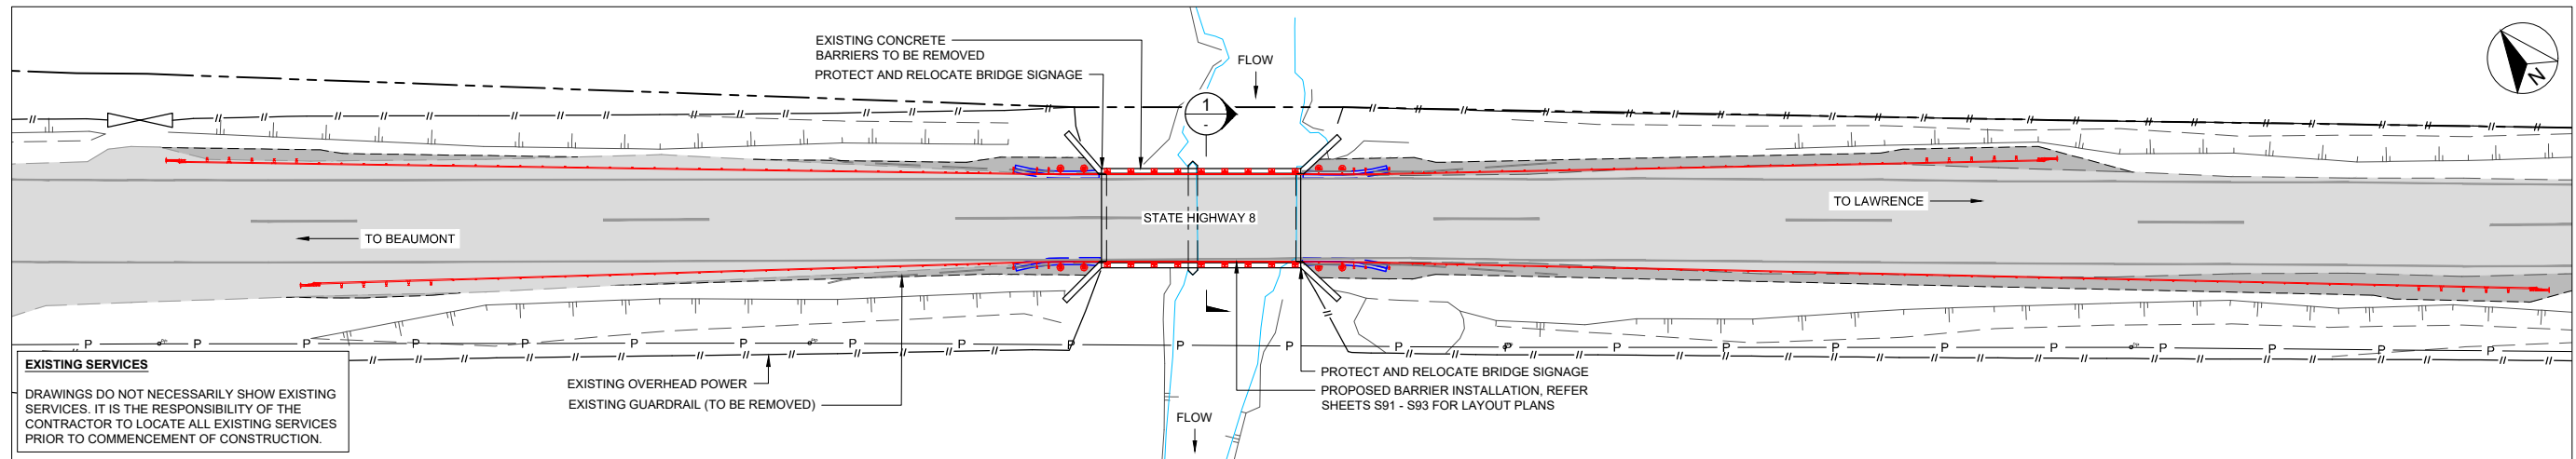 EXISTING CONCRETE
BARRIERS TO BE REMOVED
PROTECT AND RELOCATE BRIDGE SIGNAGE
FLOW
N
1
-
STATE HIGHWAY 8
TO LAWRENCE
TO BEAUMONT
P P P P P P P P P P P P P P P P P P P P P P P
EXISTING SERVICES
DRAWINGS DO NOT NECESSARILY SHOW EXISTING
SERVICES. IT IS THE RESPONSIBILITY OF THE
CONTRACTOR TO LOCATE ALL EXISTING SERVICES
PRIOR TO COMMENCEMENT OF CONSTRUCTION.
EXISTING OVERHEAD POWER
EXISTING GUARDRAIL (TO BE REMOVED)
PROTECT AND RELOCATE BRIDGE SIGNAGE
PROPOSED BARRIER INSTALLATION, REFER
SHEETS S91 - S93 FOR LAYOUT PLANS
FLOW